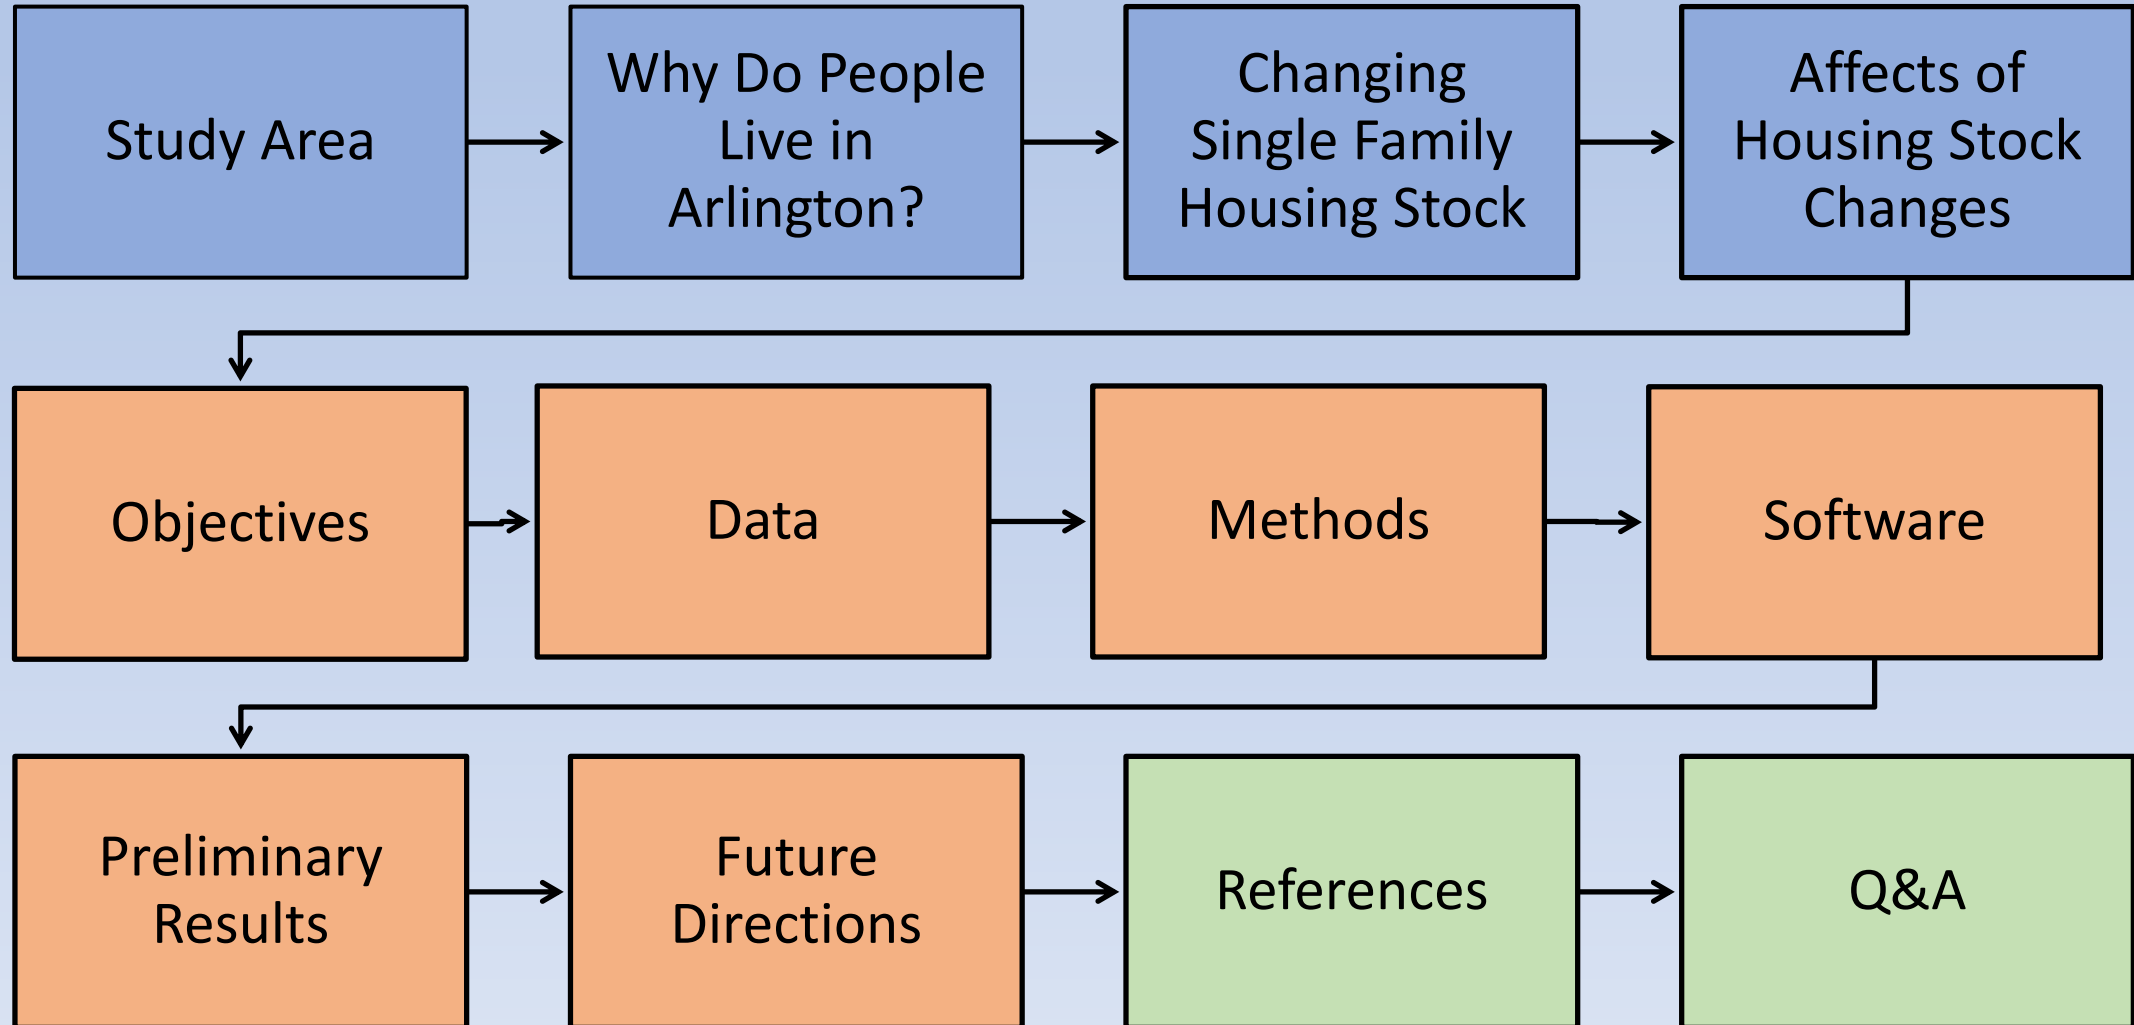 Study Area
Why Do People
Live in
Arlington?
Changing
Single Family
Housing Stock
Affects of
Housing Stock
Changes
Objectives
Data
Methods
Software
Preliminary
Results
Future
Directions
References
Q&A